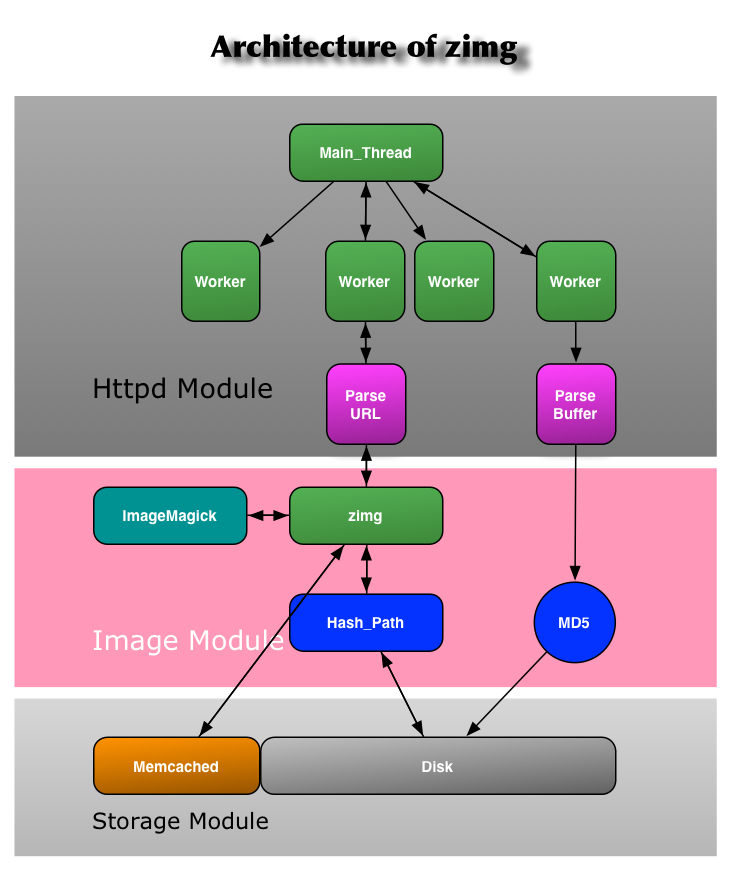 Architecture of zimg
Main_Thread
Worker
Worker
Worker
Worker
Httpd Module
Parse
URL
Parse
Buffer
ImageMagick
zimg
Hash_Path
MD5
Image Module
Memcached
Disk
Storage Module